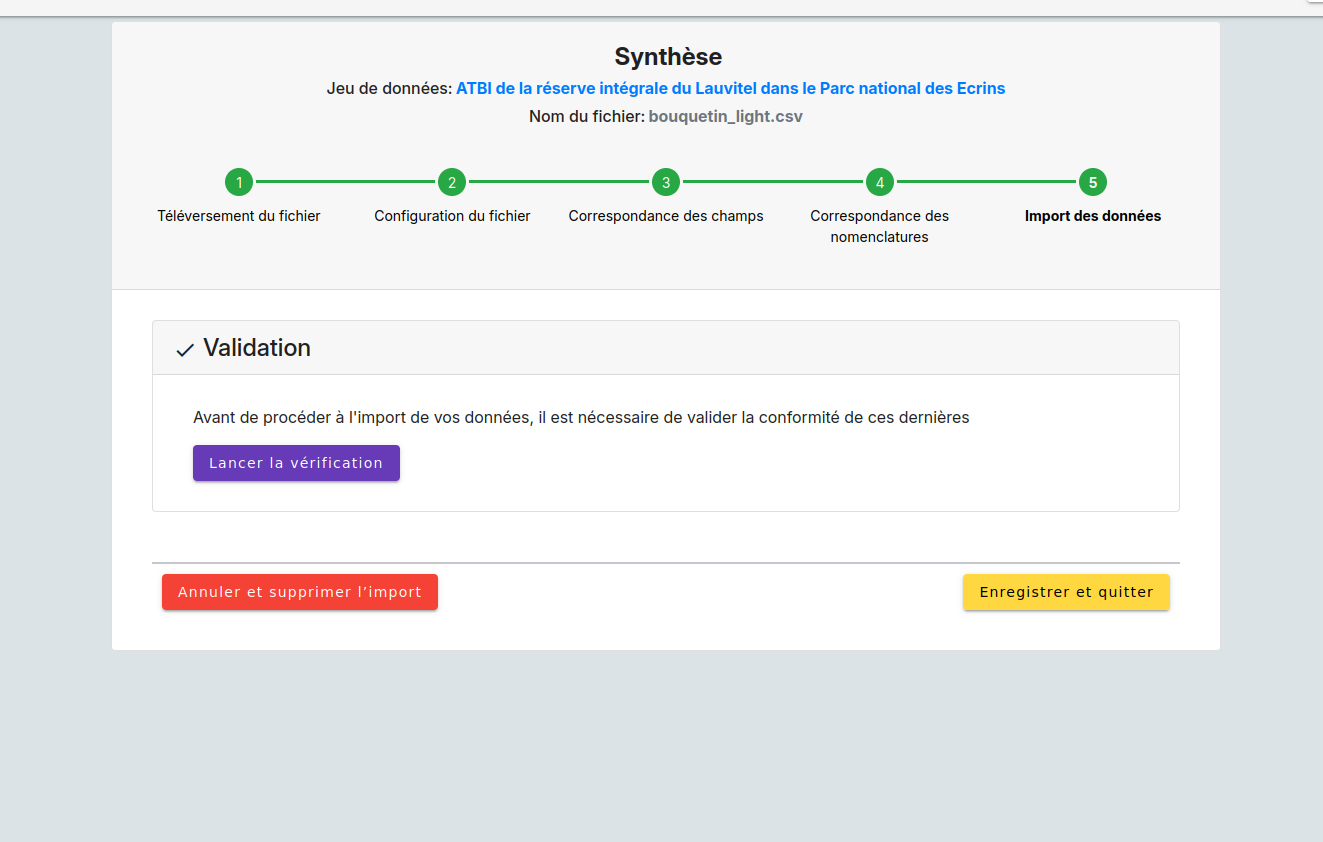 Synthèse
Jeu de données: ATBI de la réserve intégrale du Lauvitel dans le Parc national des Ecrins
Nom du fichier: bouquetin_light.csv
1 2 3 4 5
Téléversement du fichier Configuration du fichier Correspondance des champs Correspondance des nomenclatures Import des données
Validation
Avant de procéder à l'import de vos données, il est nécessaire de valider la conformité de ces dernières
Lancer la vérification
Annuler et supprimer l’import Enregistrer et quitter